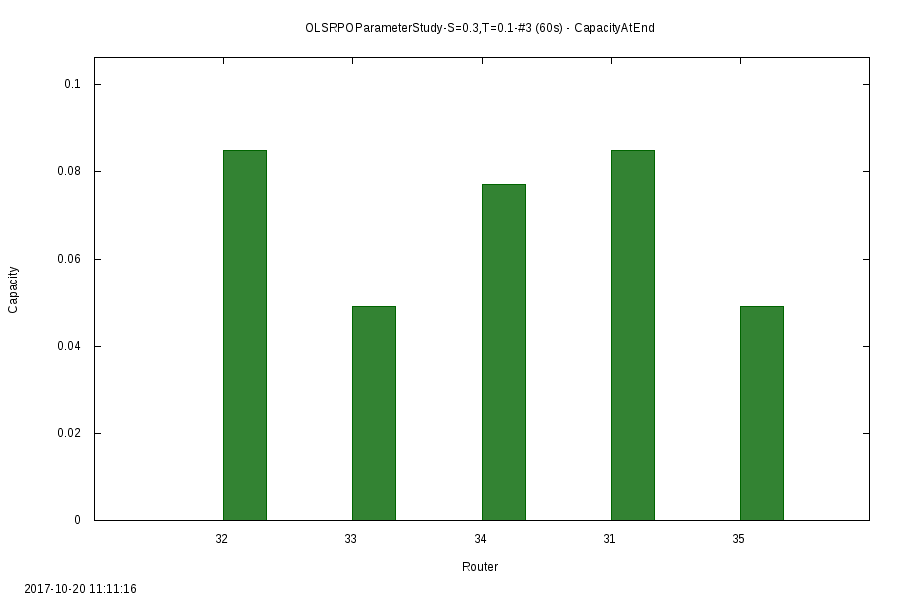 OLSRPOParameterStudy-S=0.3,T=0.1-#3 (60s) - CapacityAtEnd
0.1
0.08
0.06
0.04
0.02
0
Capacity
32 33 34 31 35
Router
2017-10-20 11:11:16